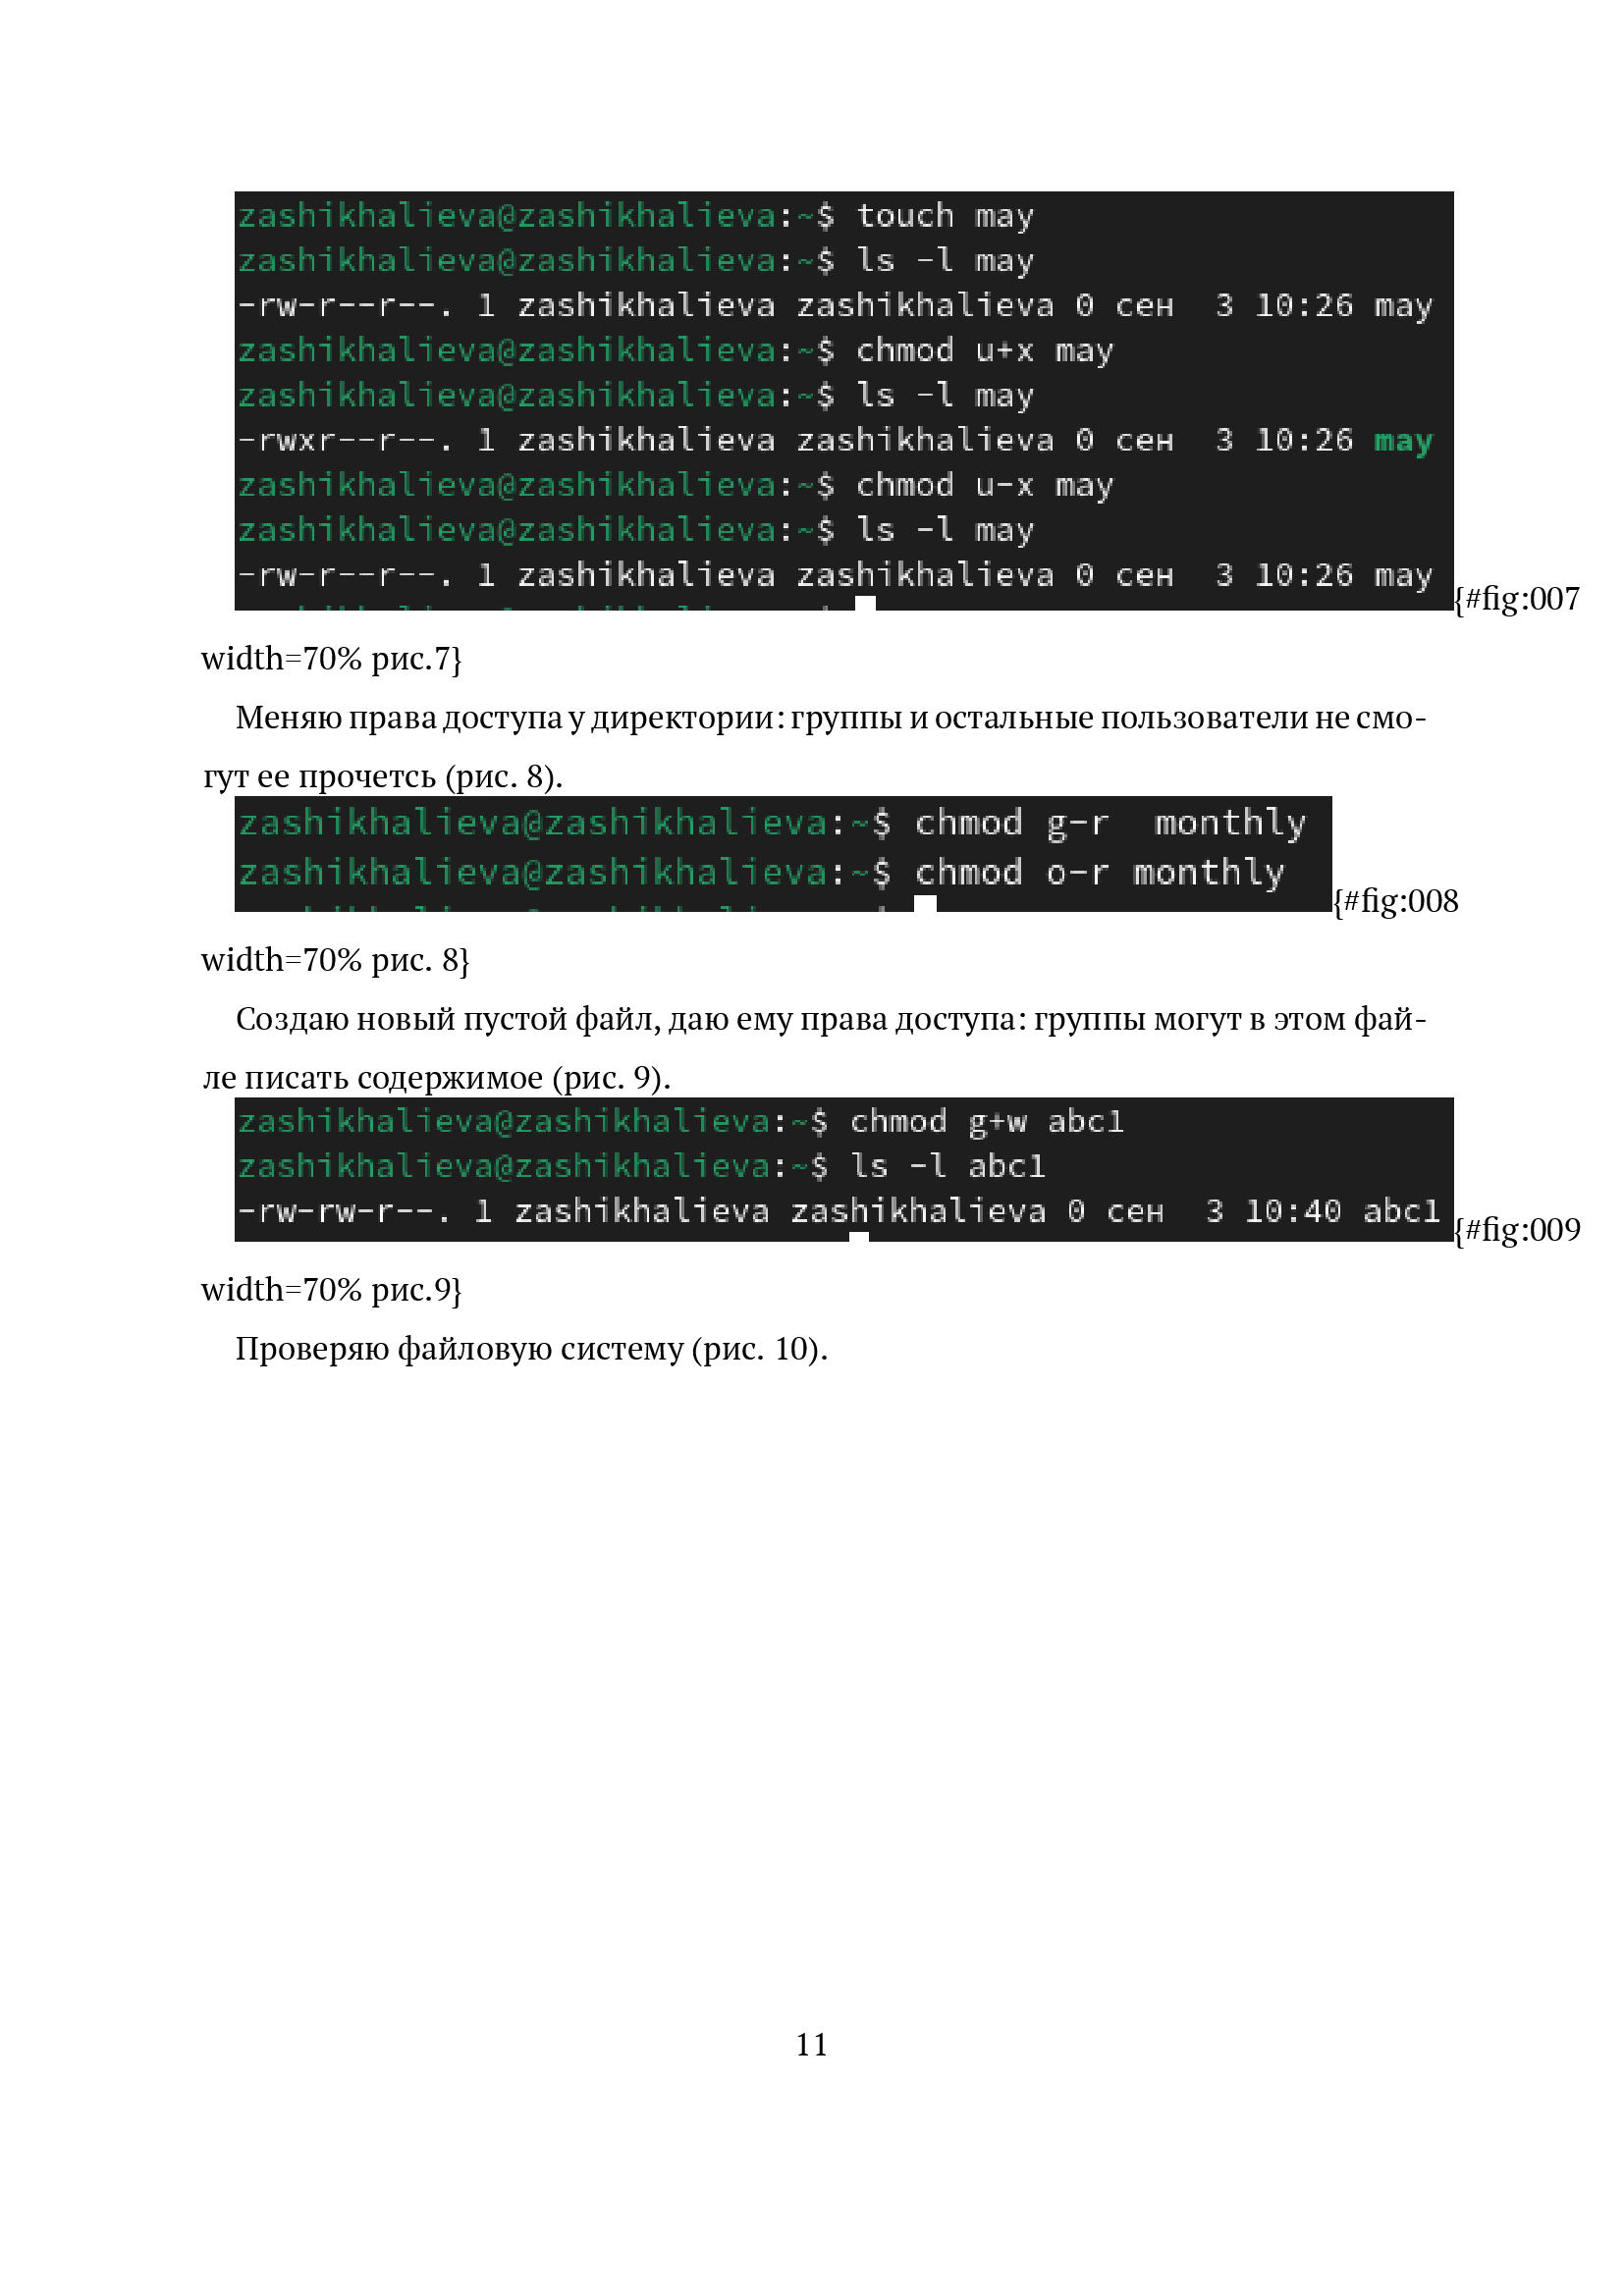 zashikhalieva@zashikhalieva:~$ touch may
zashikhalieva@zashikhalieva:~$ ls -l may
-rw-r--r--. 1 zashikhalieva zashikhalieva 0 сен  3 10:26 may
zashikhalieva@zashikhalieva:~$ chmod u+x may
zashikhalieva@zashikhalieva:~$ ls -l may
-rwxr--r--. 1 zashikhalieva zashikhalieva 0 сен  3 10:26 may
zashikhalieva@zashikhalieva:~$ chmod u-x may
zashikhalieva@zashikhalieva:~$ ls -l may
-rw-r--r--. 1 zashikhalieva zashikhalieva 0 сен  3 10:26 may
{#fig:007
width=70% рис.7}
Меняю права доступа у директории: группы и остальные пользователи не смо-
гут ее прочетсь (рис. 8).
zashikhalieva@zashikhalieva:~$ chmod g-r  monthly
zashikhalieva@zashikhalieva:~$ chmod o-r monthly
{#fig:008
width=70% рис. 8}
Создаю новый пустой файл, даю ему права доступа: группы могут в этом фай-
ле писать содержимое (рис. 9).
zashikhalieva@zashikhalieva:~$ chmod g+w abc1
zashikhalieva@zashikhalieva:~$ ls -l abc1
-rw-rw-r--. 1 zashikhalieva zashikhalieva 0 сен  3 10:40 abc1
{#fig:009
width=70% рис.9}
Проверяю файловую систему (рис. 10).
11